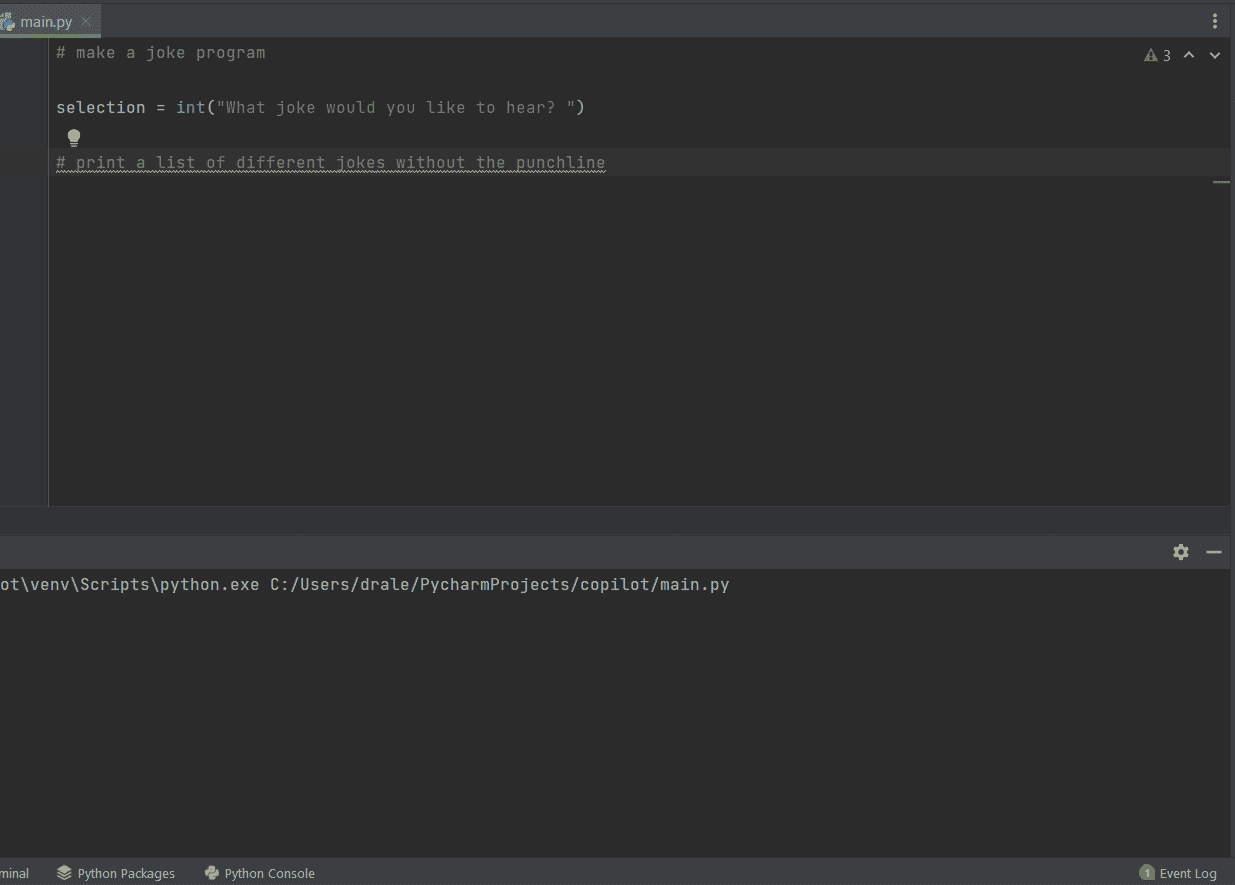 main.py
# make a joke program
3
selection = int("What joke would you like to hear? ")
# print a list of different jokes without the punchline
ot\venv\Scripts\python.exe C:/Users/drale/PycharmProjects/copilot/main.py
minal Python Packages Python Console 1 Event Log